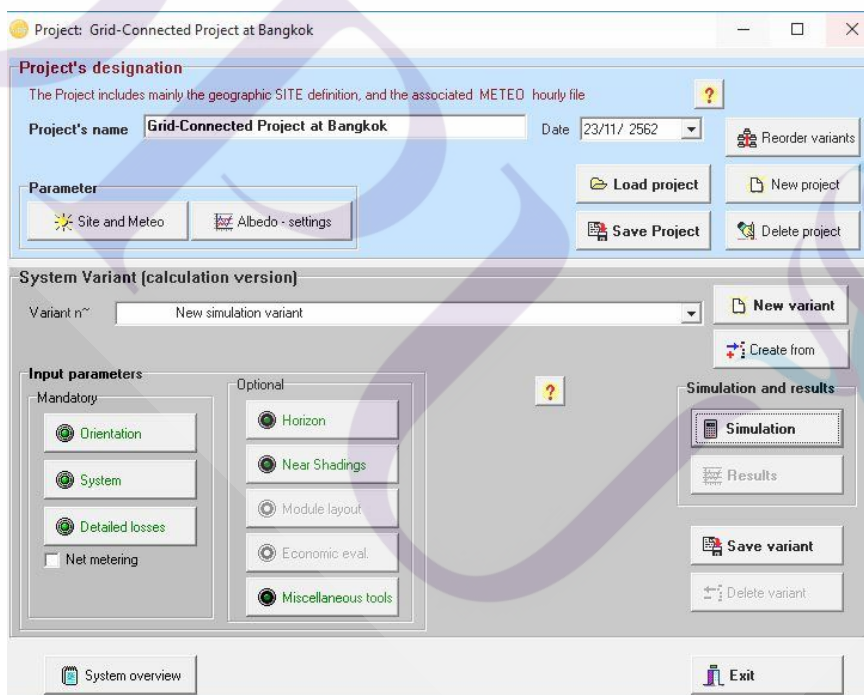 Project: Grid-Connected Project at Bangkok
Project's designation
The Project includes mainly the geographic SITE definition, and the associated METEO hourly file
?
Project's name Grid-Connected Project at Bangkok Date 23/11/ 2562
Reorder variants
Parameter
Site and Meteo
Albedo - settings
Load project
New project
Save Project
Delete project
System Variant (calculation version)
Variant n~ New simulation variant
New variant
Create from
Input parameters
Mandatory
Orientation
System
Detailed losses
Net metering
Optional
Horizon
Near Shadings
Module layout
Economic eval.
Miscellaneous tools
?
Simulation and results
Simulation
Results
Save variant
Delete variant
System overview
Exit